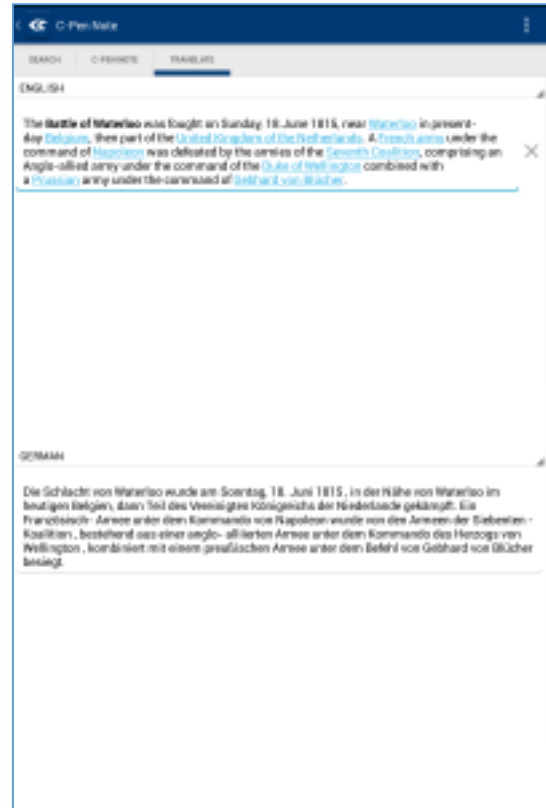 C-Pen Note
SEARCH C-PENNOTE TRANSLATE
ENGLISH
The Battle of Waterloo was fought on Sunday, 18 June 1815, near Waterloo in present-
day Belgium, then part of the United Kingdom of the Netherlands. A French army under the
command of Napoleon was defeated by the armies of the Seventh Coalition, comprising an
Anglo-allied army under the command of the Duke of Wellington combined with
a Prussian army under the command of Gebhard von Blücher.
GERMAN
Die Schlacht von Waterloo wurde am Sonntag, 18. Juni 1815, in der Nähe von Waterloo im
heutigen Belgien, dann Teil des Vereinigtes Königreichs der Niederlande gekämpft. Ein
Französisch- Armee unter dem Kommando von Napoleon wurde von den Armeen der Siebenten -
Koalition , bestehend aus einer anglo- alliierten Armee unter dem Kommando des Herzogs von
Wellington , kombiniert mit einem preußischen Armee unter dem Befehl von Gebhard von Blücher
besiegt.